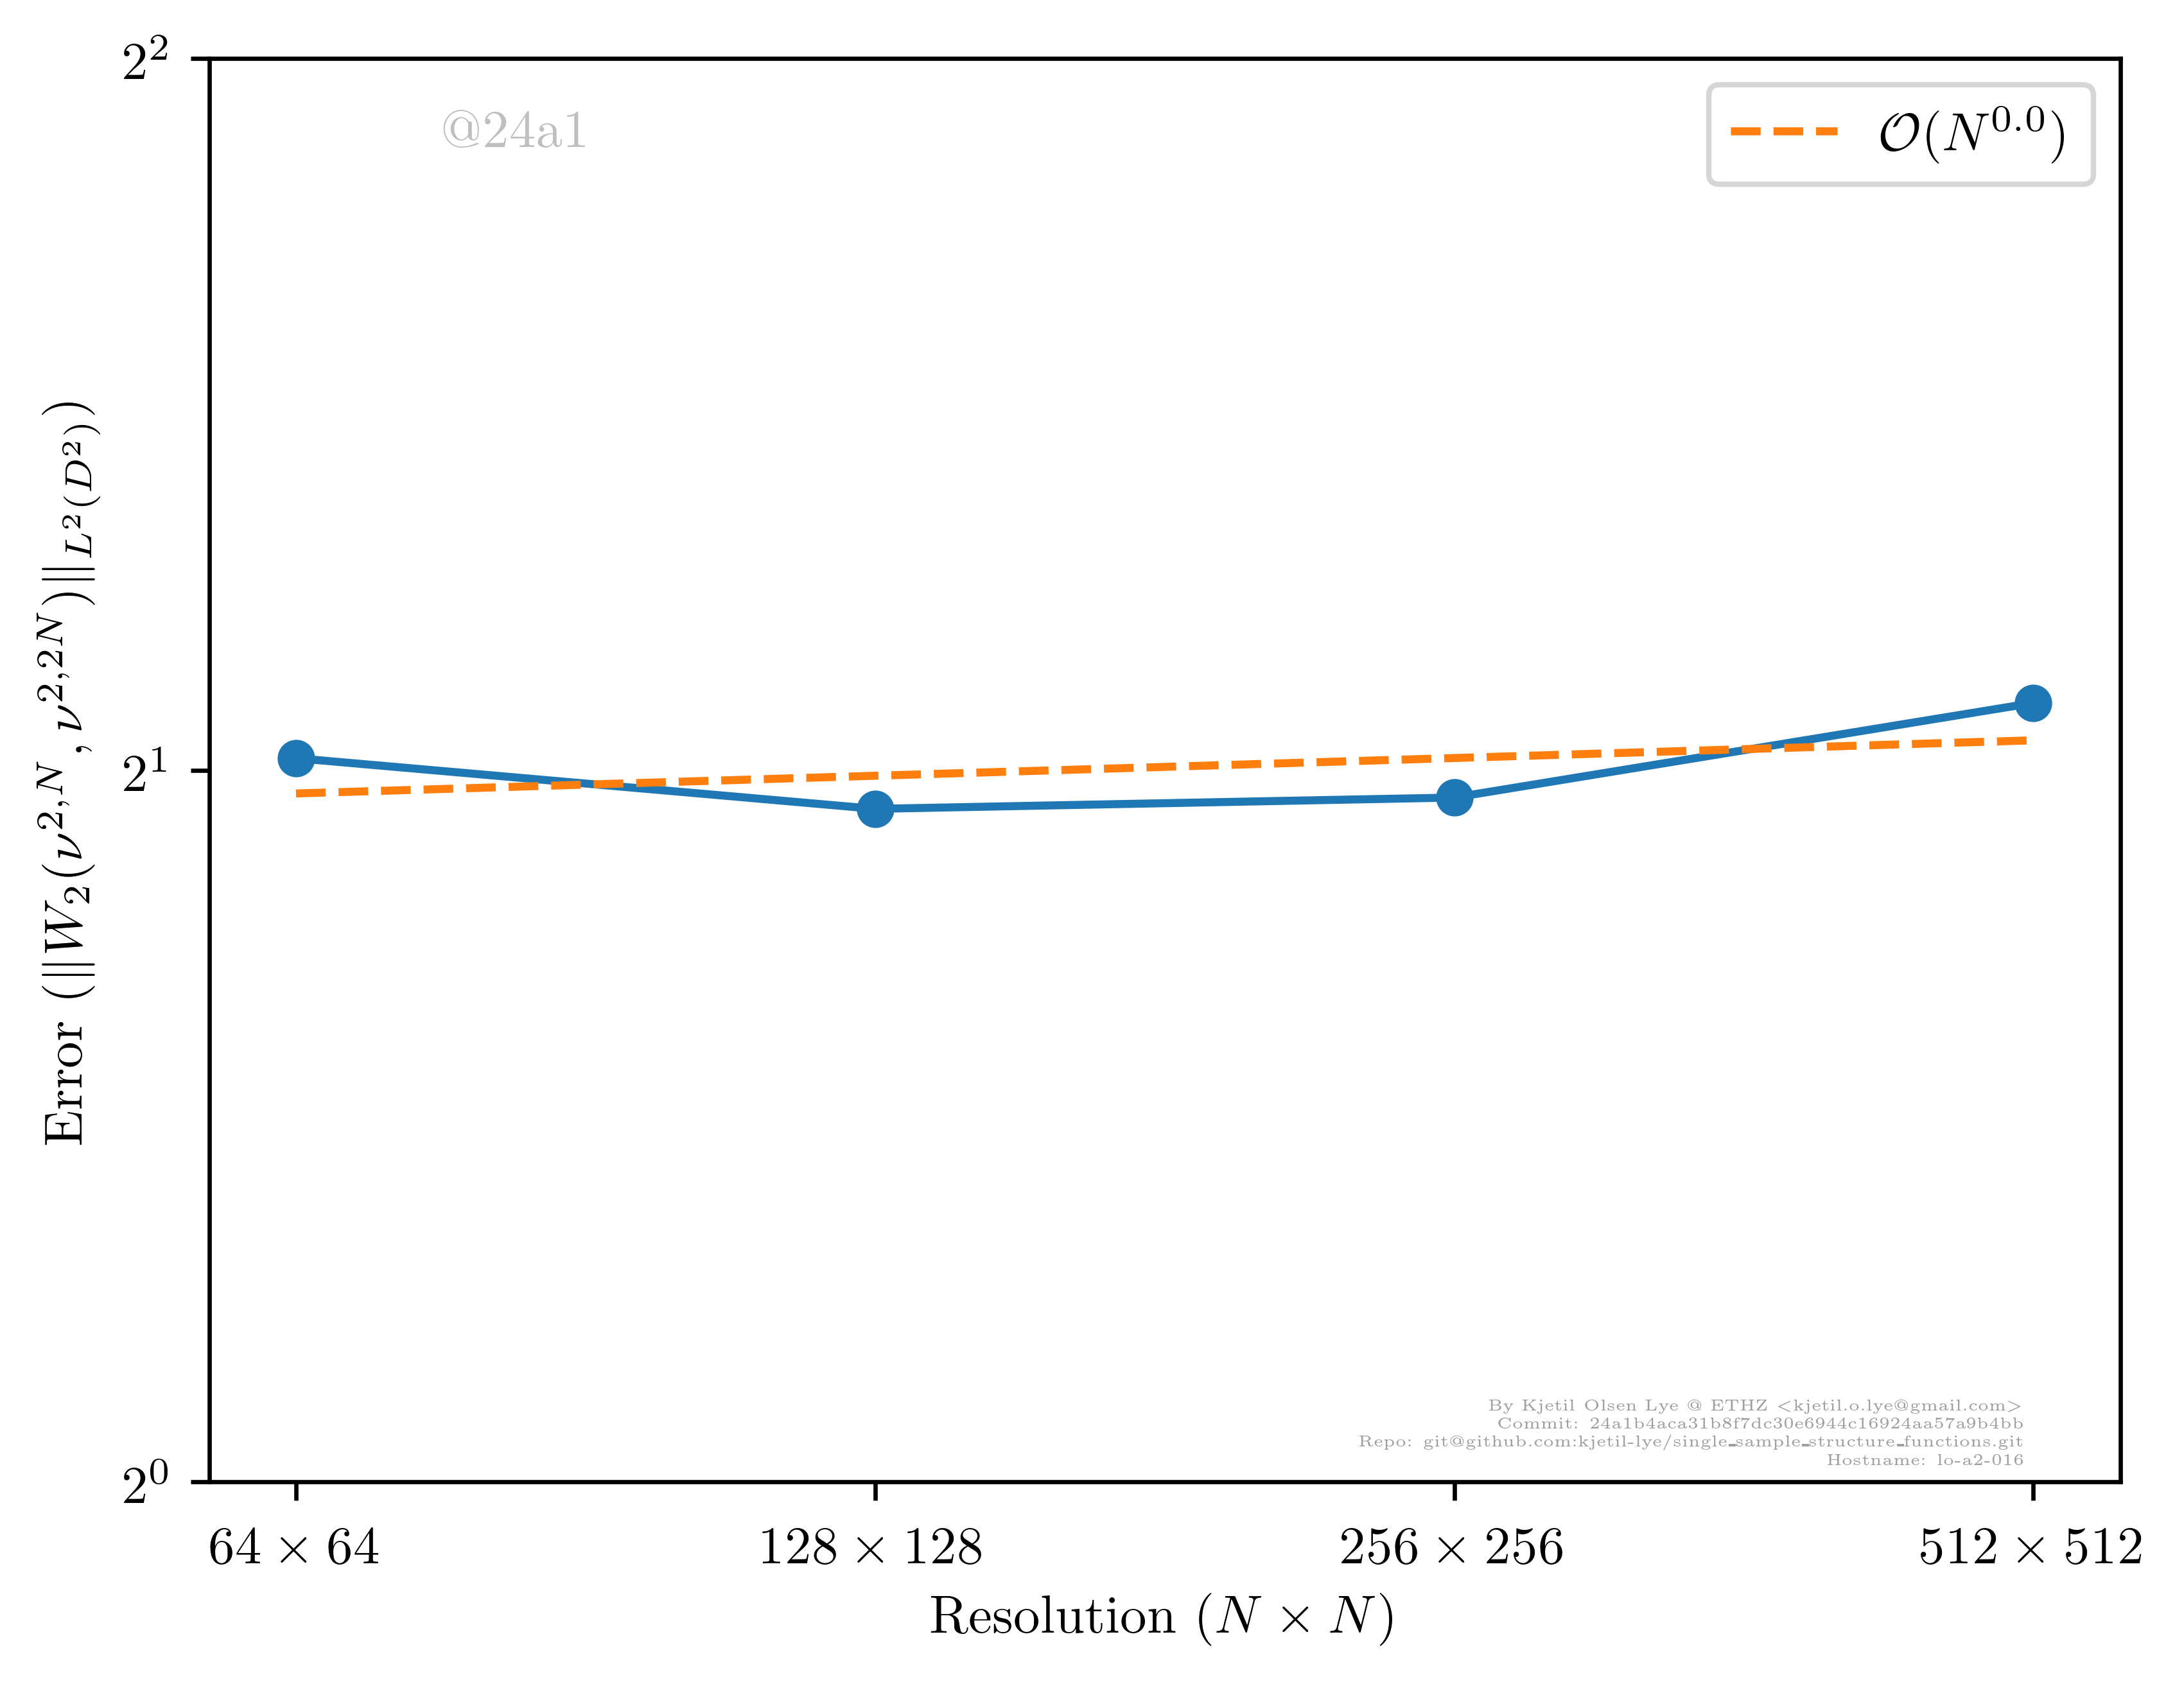 2^2
@24a1
\mathcal{O}(N^{0.0})
Error (||W_2(ν^{2,N}, ν^{2,2N})||_{L^2(D^2)})
2^1
2^0
By Kjetil Olsen Lye @ ETHZ <kjetil.o.lye@gmail.com>
Commit: 24a1b4aca31b8f7dc30e6944c16924aa57a9b4bb
Repo: git@github.com:kjetil-lye/single_sample_structure_functions.git
Hostname: lo-a2-016
64 × 64
128 × 128
256 × 256
512 × 512
Resolution (N × N)